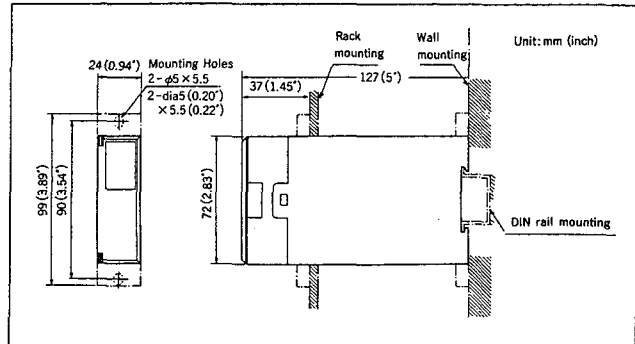 24 (0.94")
Mounting Holes
2-φ5×5.5
2-dia5 (0.20")
×5.5 (0.22")
Rack
mounting
Wall
mounting
Unit: mm (inch)
127 (5")
37 (1.45")
99 (3.89")
90 (3.54")
72 (2.83")
DIN rail mounting